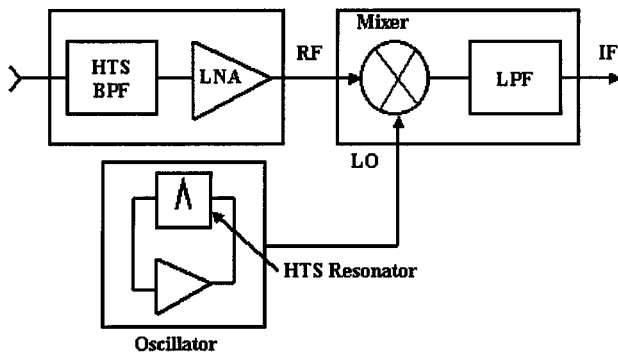 Mixer
HTS
BPF
LNA
RF
LPF
IF
LO
HTS Resonator
Oscillator